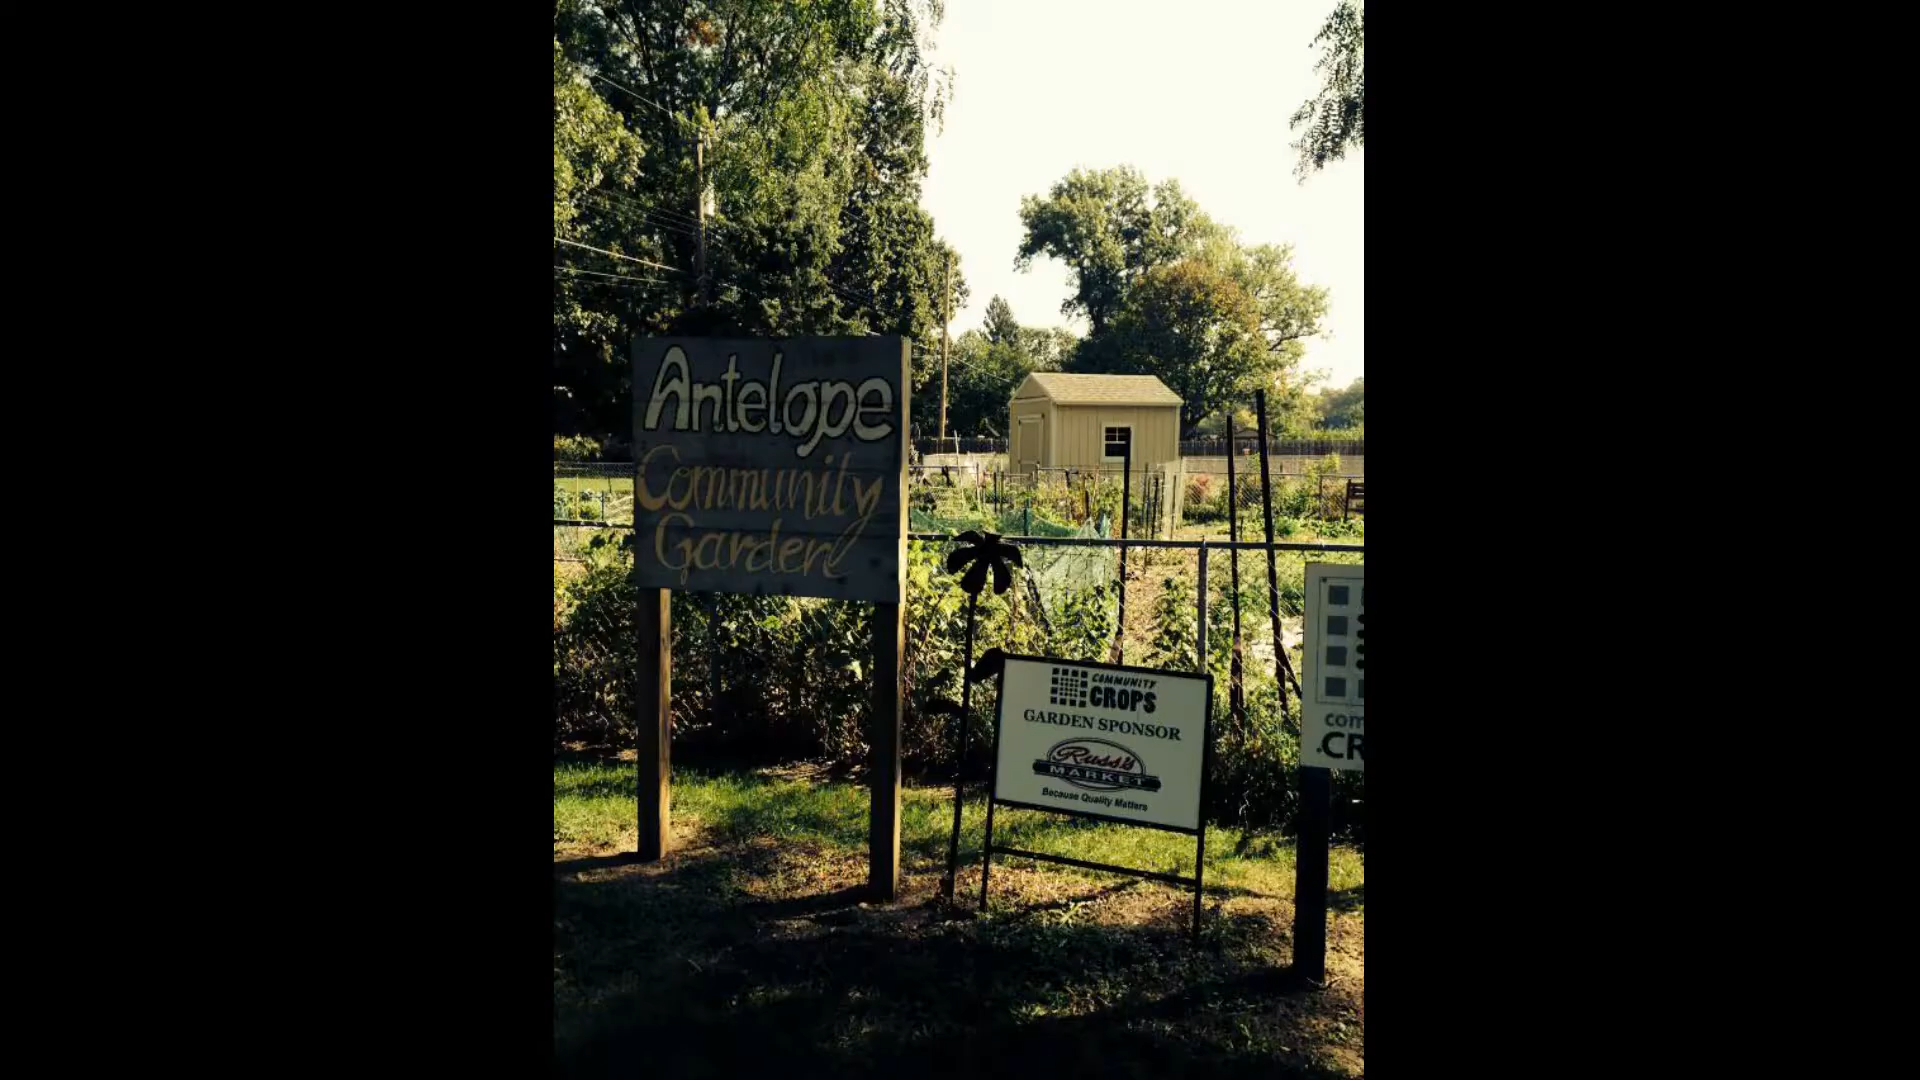 Antelope
Community
Garden
COMMUNITY
CROPS
GARDEN SPONSOR
Russ's
MARKET
Because Quality Matters
com
CR